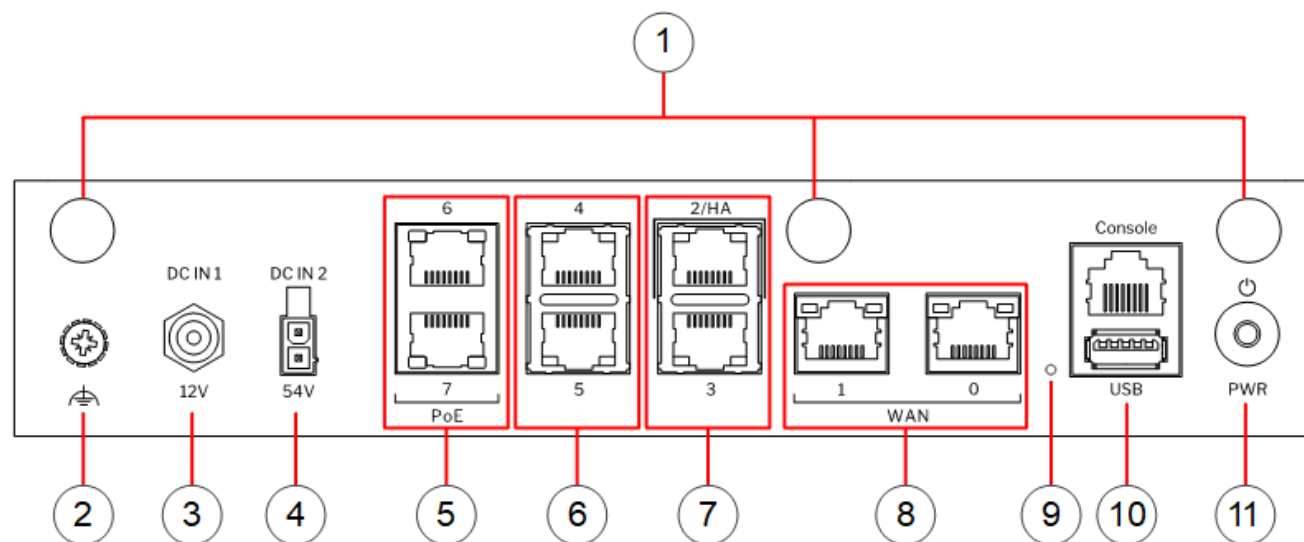 1
6 4 2/HA
Console
DC IN 1 DC IN 2
12V 54V 7 5 3 1 0 USB PWR
PoE WAN
2 3 4 5 6 7 8 9 10 11